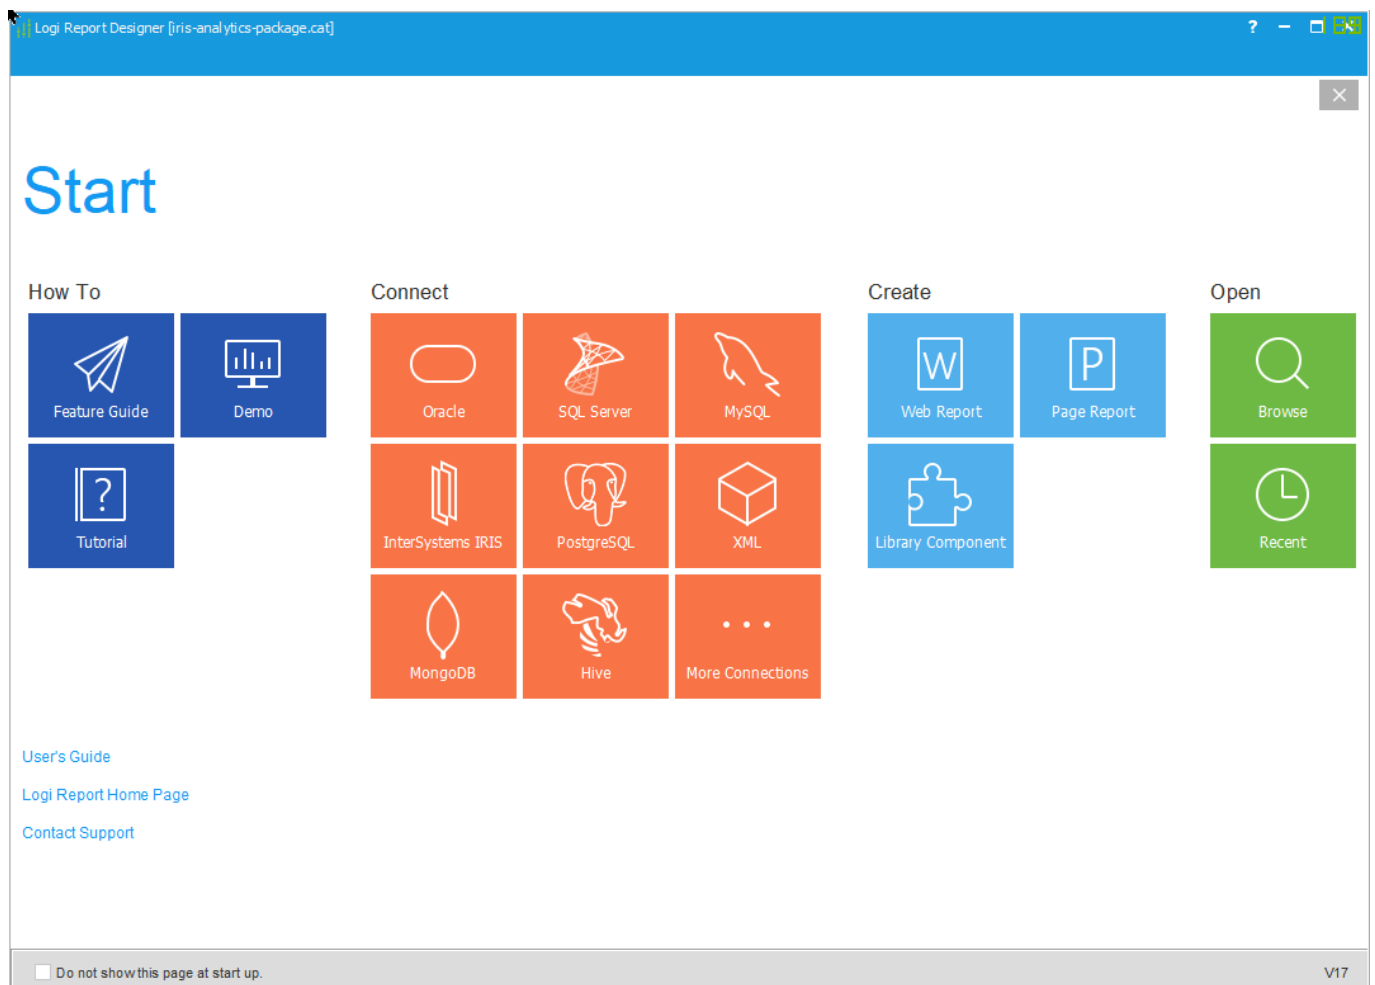 Logi Report Designer [iris-analytics-package.cat]
?
Start
How To
Connect
Create
Open
Feature Guide
Demo
Oracle
SQL Server
MySQL
W
Web Report
P
Page Report
Browse
?
Tutorial
InterSystems IRIS
PostgreSQL
XML
Library Component
Recent
MongoDB
Hive
More Connections
User's Guide
Logi Report Home Page
Contact Support
Do not show this page at start up.
V17